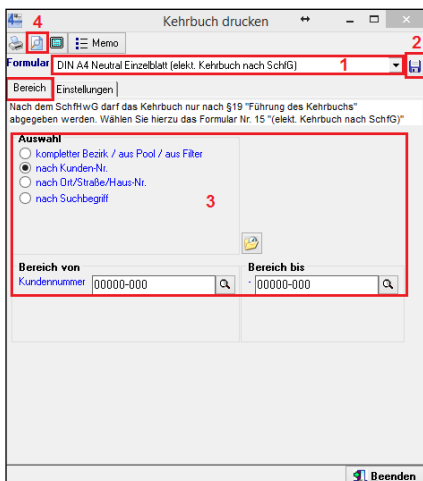 Kehrbuch drucken
4
Memo
2
Formular DIN A4 Neutral Einzelblatt (elekt. Kehrbuch nach SchfG) 1
Bereich Einstellungen
Nach dem SchfHwG darf das Kehrbuch nur nach §19 "Führung des Kehrbuchs"
abgegeben werden. Wählen Sie hierzu das Formular Nr. 15 "(elekt. Kehrbuch nach SchfG)"
Auswahl
kompletter Bezirk / aus Pool / aus Filter
nach Kunden-Nr.
nach Ort/Straße/Haus-Nr.
nach Suchbegriff
3
Bereich von Bereich bis
Kundennummer 00000-000 - 00000-000
Beenden